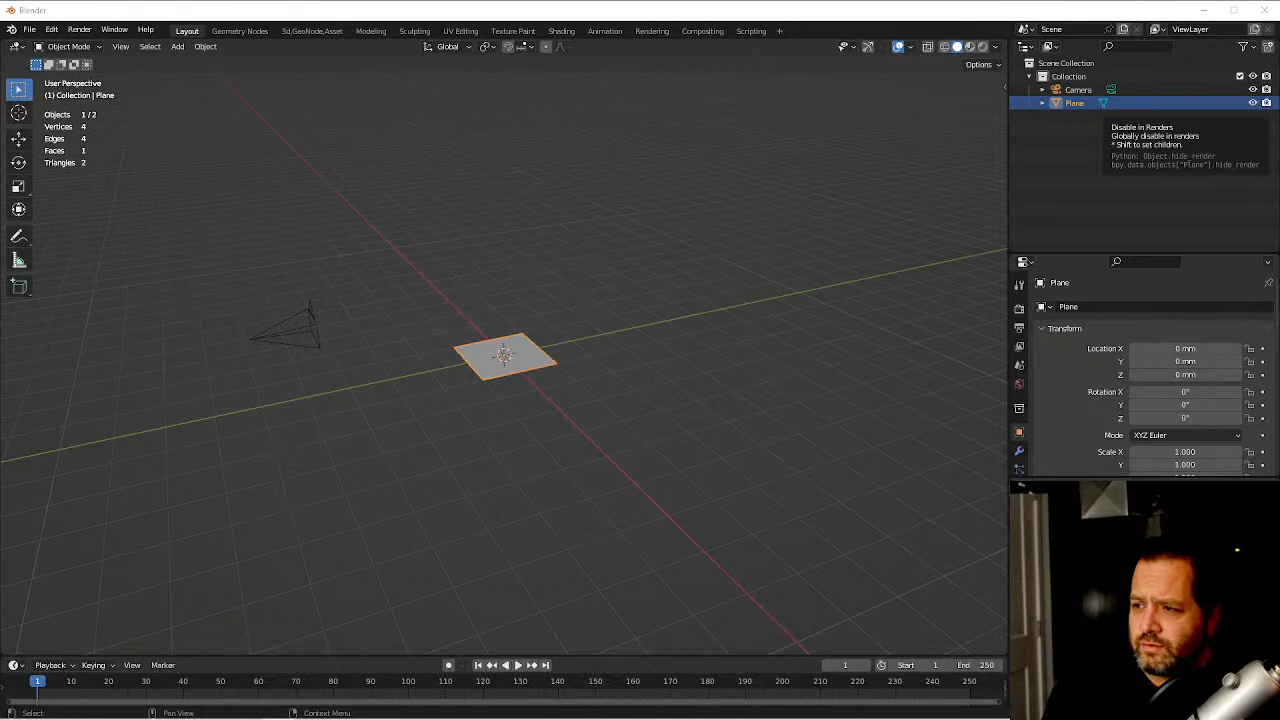 Blender
File Edit Render Window Help Layout Geometry Nodes 3d,GeoNode,Asset Modeling Sculpting UV Editing Texture Paint Shading Animation Rendering Compositing Scripting Scene ViewLayer
Object Mode View Select Add Object Global
Options
User Perspective
(1) Collection | Plane
Objects 1/2
Vertices 4
Edges 4
Faces 1
Triangles 2
Scene Collection
Collection
Camera
Plane
Disable in Renders
Globally disable in renders
* Shift to set children.
Python: Object.hide_render
bpy.data.objects["Plane"].hide_render
Plane
Plane
Transform
Location X 0 mm
Y 0 mm
Z 0 mm
Rotation X 0°
Y 0°
Z 0°
Mode XYZ Euler
Scale X 1.000
Y 1.000
Playback Keying View Marker 1 Start 1 End 250
1 10 20 30 40 50 60 70 80 90 100 110 120 130 140 150 160 170 180 190 200 210 220 230 240 250
Select Pan View Context Menu